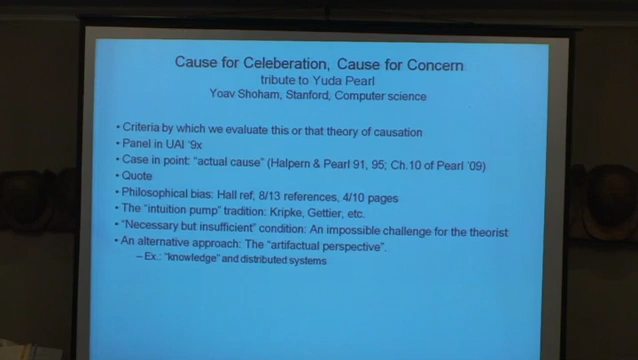 Cause for Celeberation, Cause for Concern
tribute to Yuda Pearl
Yoav Shoham, Stanford, Computer science
• Criteria by which we evaluate this or that theory of causation
• Panel in UAI '9x
• Case in point: "actual cause" (Halpern & Pearl 91, 95; Ch.10 of Pearl '09)
• Quote
• Philosophical bias: Hall ref, 8/13 references, 4/10 pages
• The "intuition pump" tradition: Kripke, Gettier, etc.
• "Necessary but insufficient" condition: An impossible challenge for the theorist
• An alternative approach: The "artifactual perspective".
– Ex.: "knowledge" and distributed systems